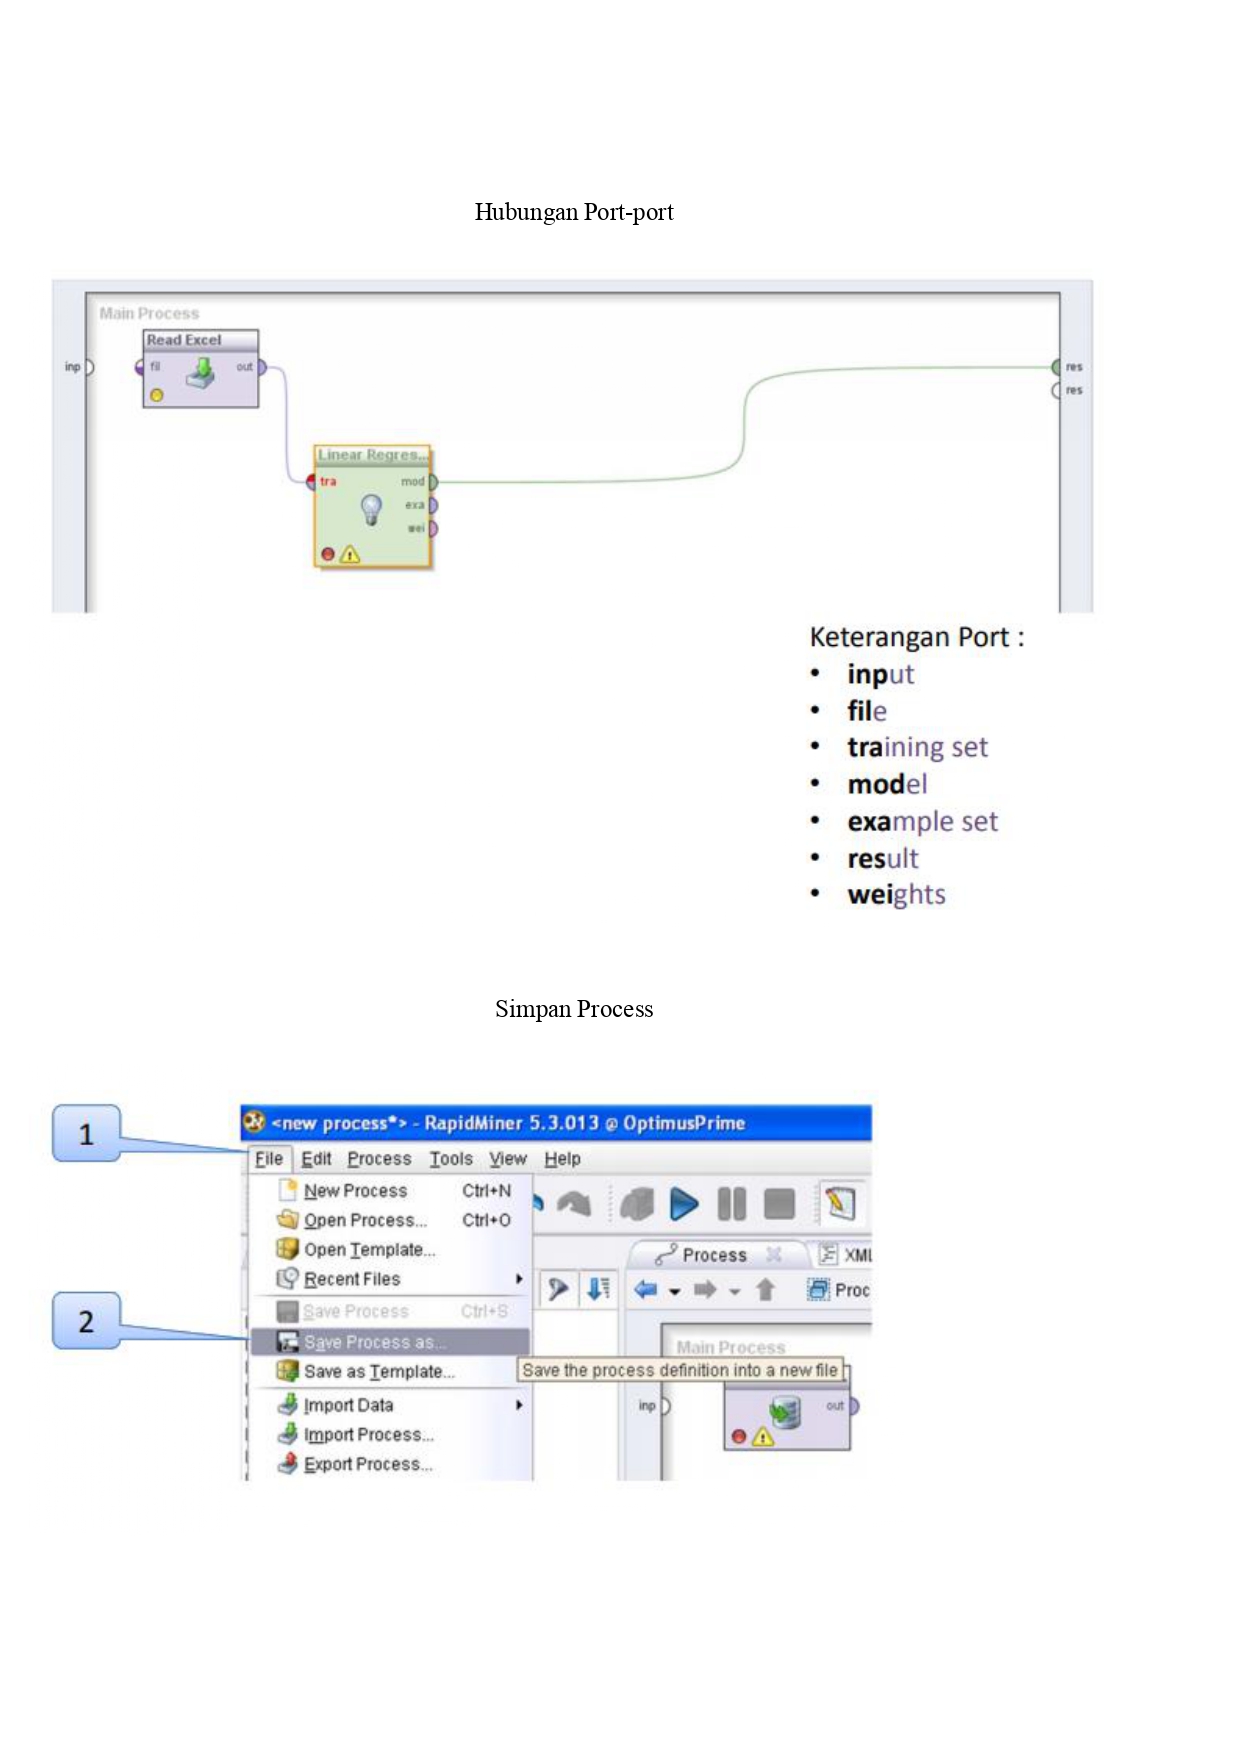 Hubungan Port-port
Main Process
Read Excel
inp
fil
out
res
res
Linear Regres...
tra
mod
exa
wei
Keterangan Port :
• input
• file
• training set
• model
• example set
• result
• weights
Simpan Process
1
<new process*> - RapidMiner 5.3.013 @ OptimusPrime
File Edit Process Tools View Help
New Process Ctrl+N
Open Process... Ctrl+O
Open Template...
Process
XML
Recent Files
Proc
2
Save Process Ctrl+S
Save Process as...
Main Process
Save as Template...
Save the process definition into a new file
Import Data
inp
out
Import Process...
Export Process...